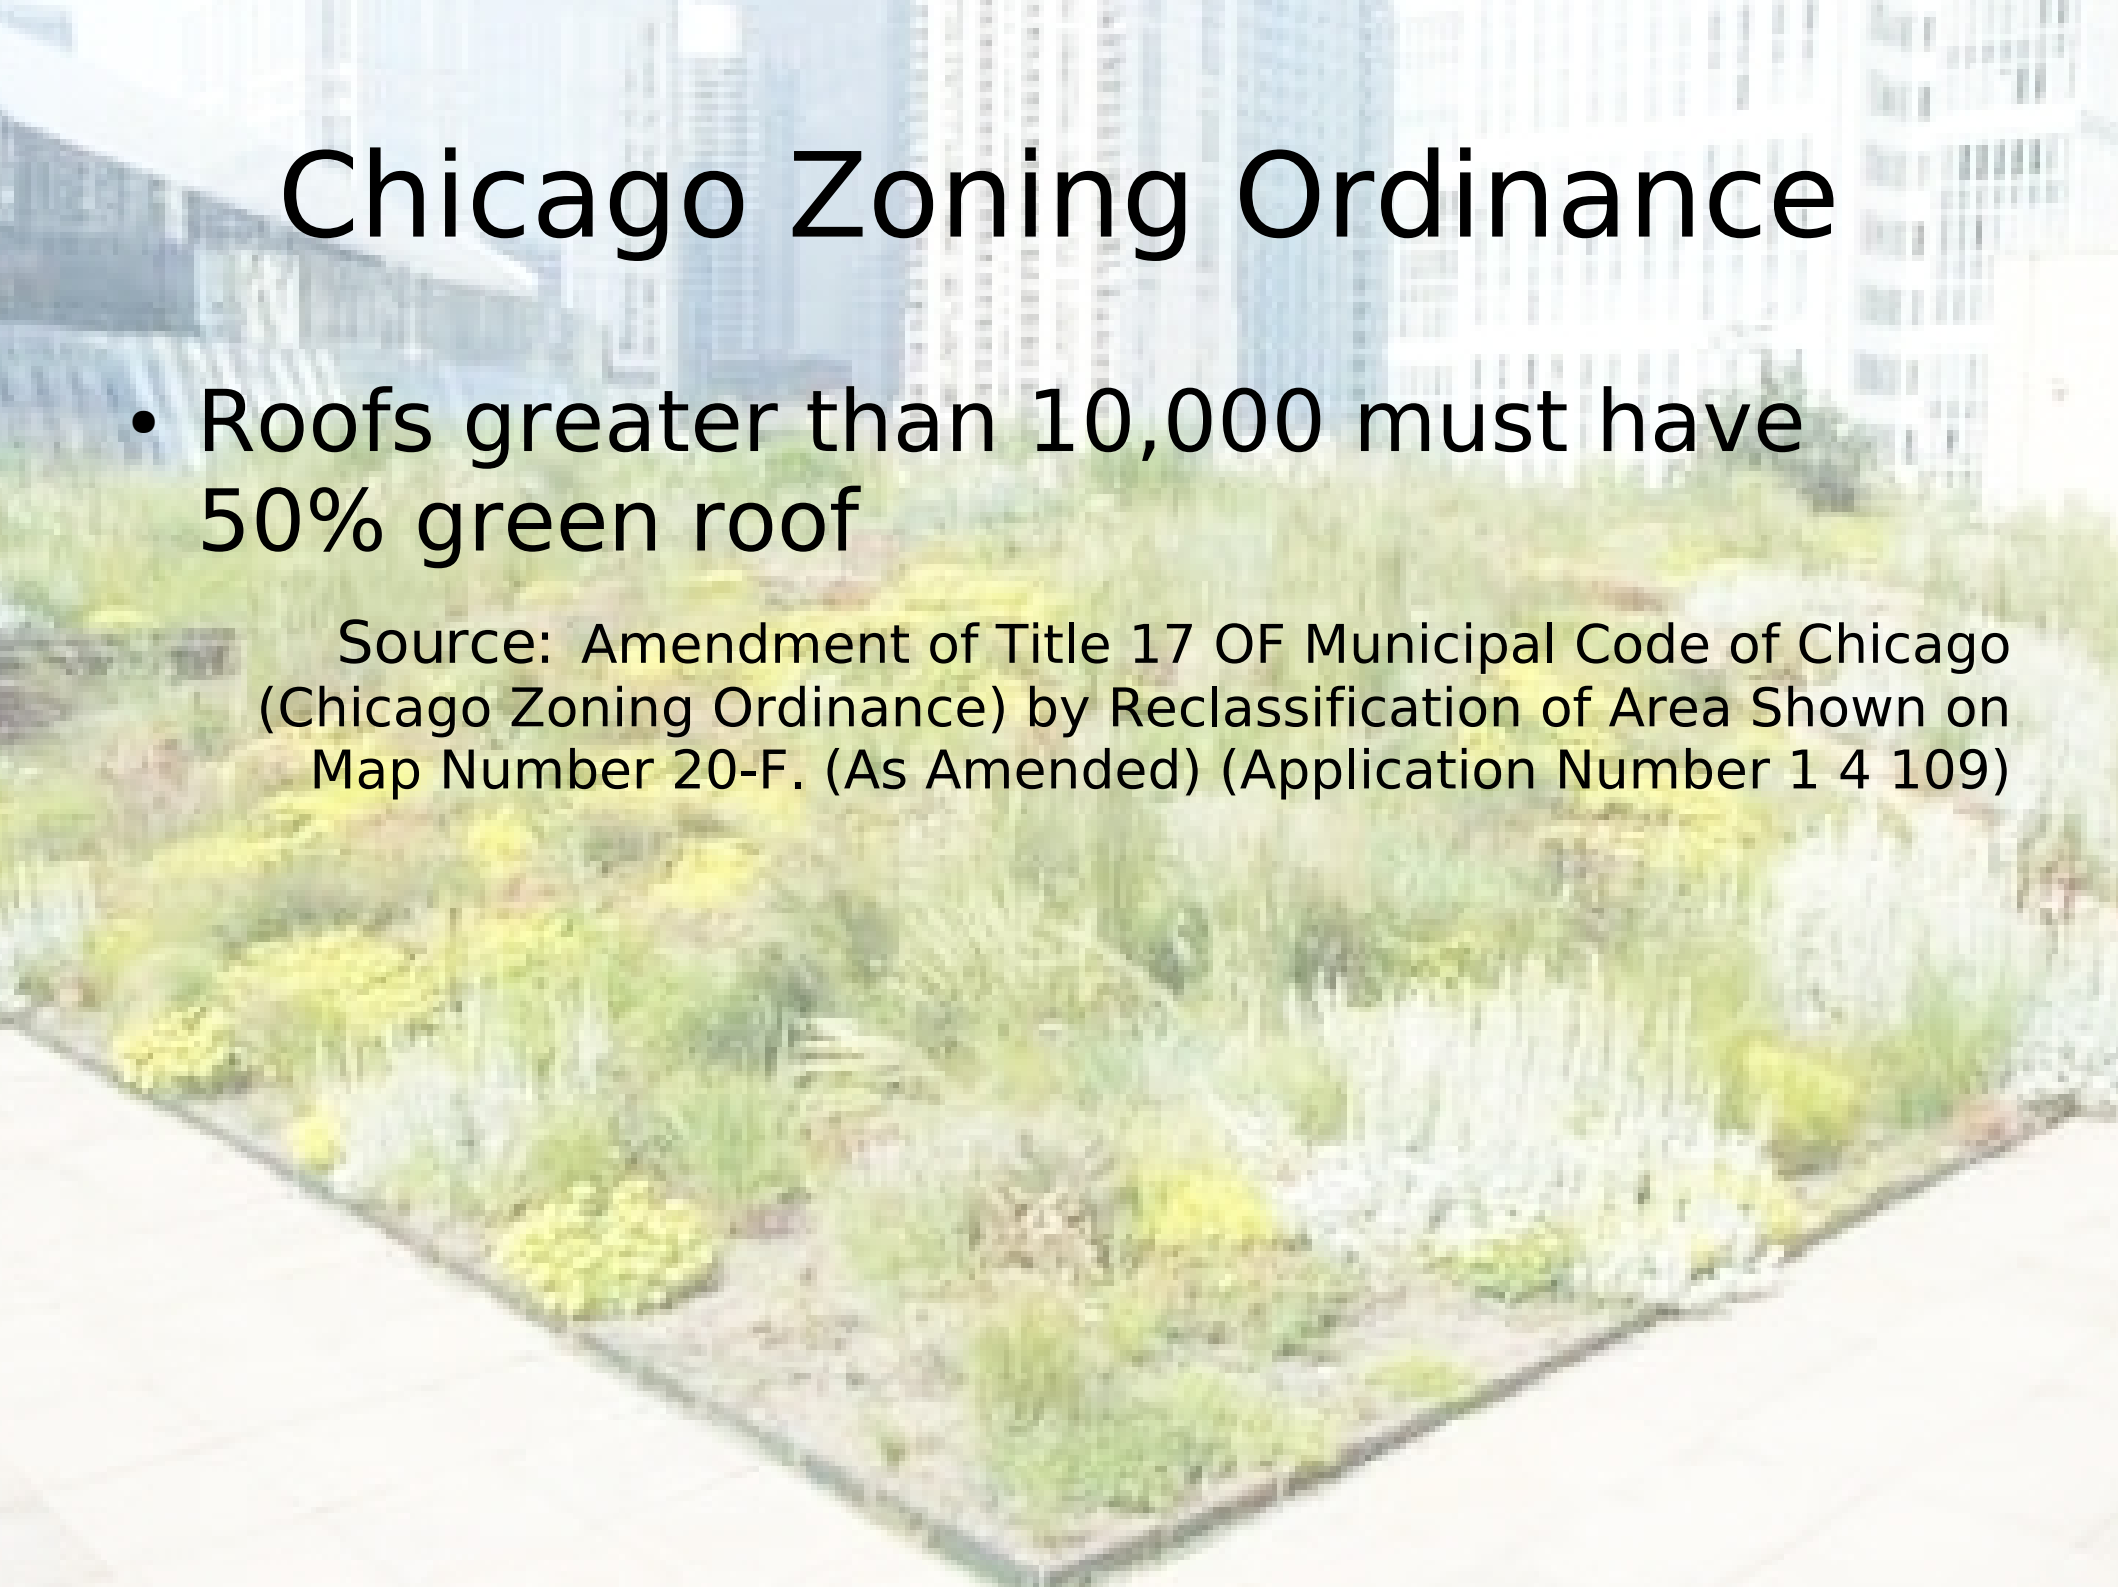 Chicago Zoning Ordinance
• Roofs greater than 10,000 must have
50% green roof
Source: Amendment of Title 17 OF Municipal Code of Chicago
(Chicago Zoning Ordinance) by Reclassification of Area Shown on
Map Number 20-F. (As Amended) (Application Number 1 4 109)